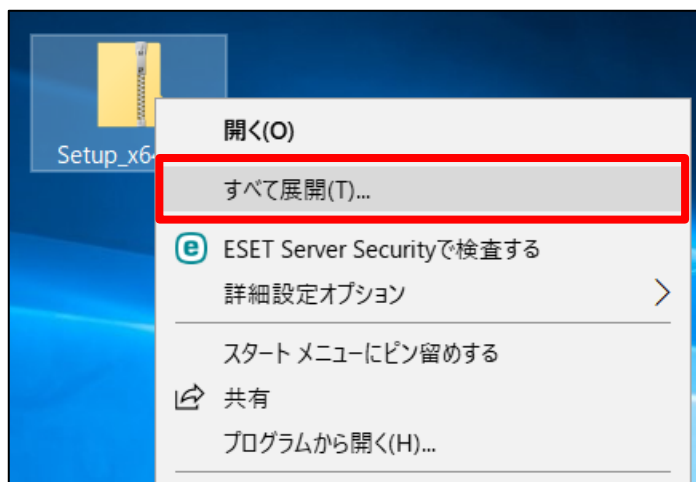 Setup_x6
開く(O)
すべて展開(T)...
ESET Server Securityで検査する
詳細設定オプション
スタート メニューにピン留めする
共有
プログラムから開く(H)...